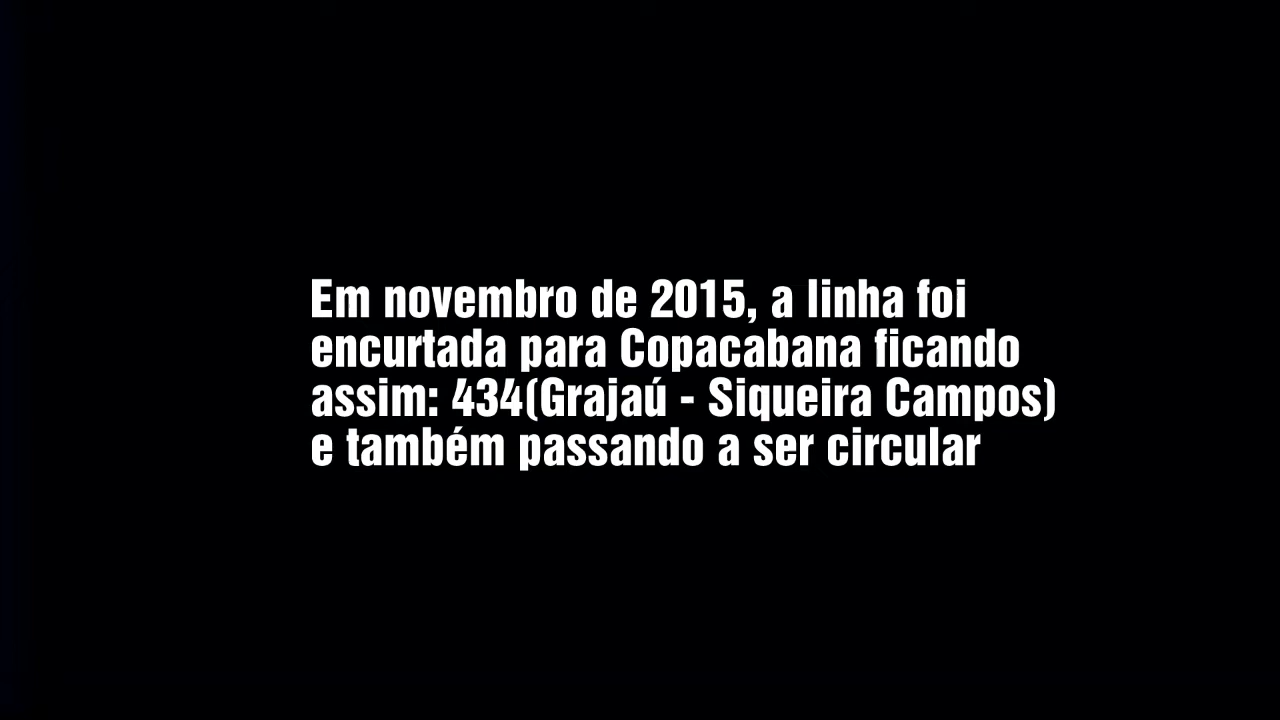 Em novembro de 2015, a linha foi
encurtada para Copacabana ficando
assim: 434(Grajaú - Siqueira Campos)
e também passando a ser circular